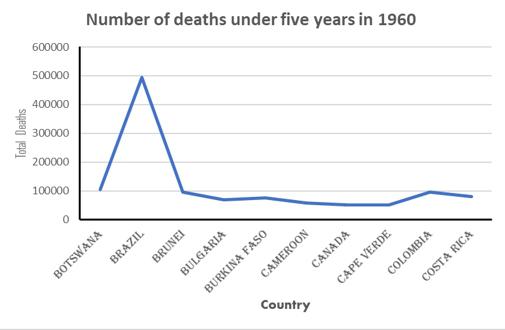 Number of deaths under five years in 1960
600000
500000
400000
300000
200000
100000
0
Total Deaths
BOTSWANA
BRAZIL
BRUNEI
BULGARIA
BURKINA FASO
CAMEROON
CANADA
CAPE VERDE
COLOMBIA
COSTA RICA
Country